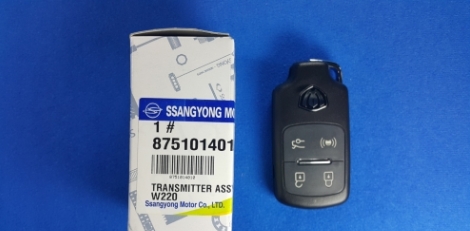 SSANGYONG MO
1 #
875101401
TRANSMITTER ASS'
W220
Ssangyong Motor Co., LTD.